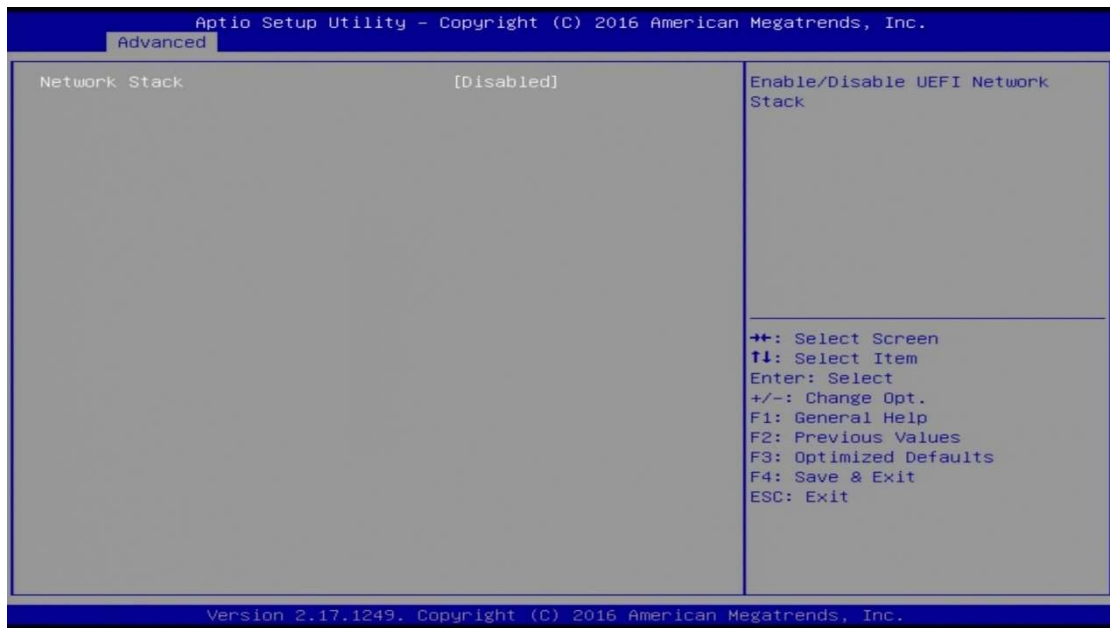 Aptio Setup Utility – Copyright (C) 2016 American Megatrends, Inc.
Advanced
Network Stack [Disabled]
Enable/Disable UEFI Network
Stack
→←: Select Screen
↑↓: Select Item
Enter: Select
+/-: Change Opt.
F1: General Help
F2: Previous Values
F3: Optimized Defaults
F4: Save & Exit
ESC: Exit
Version 2.17.1249. Copyright (C) 2016 American Megatrends, Inc.